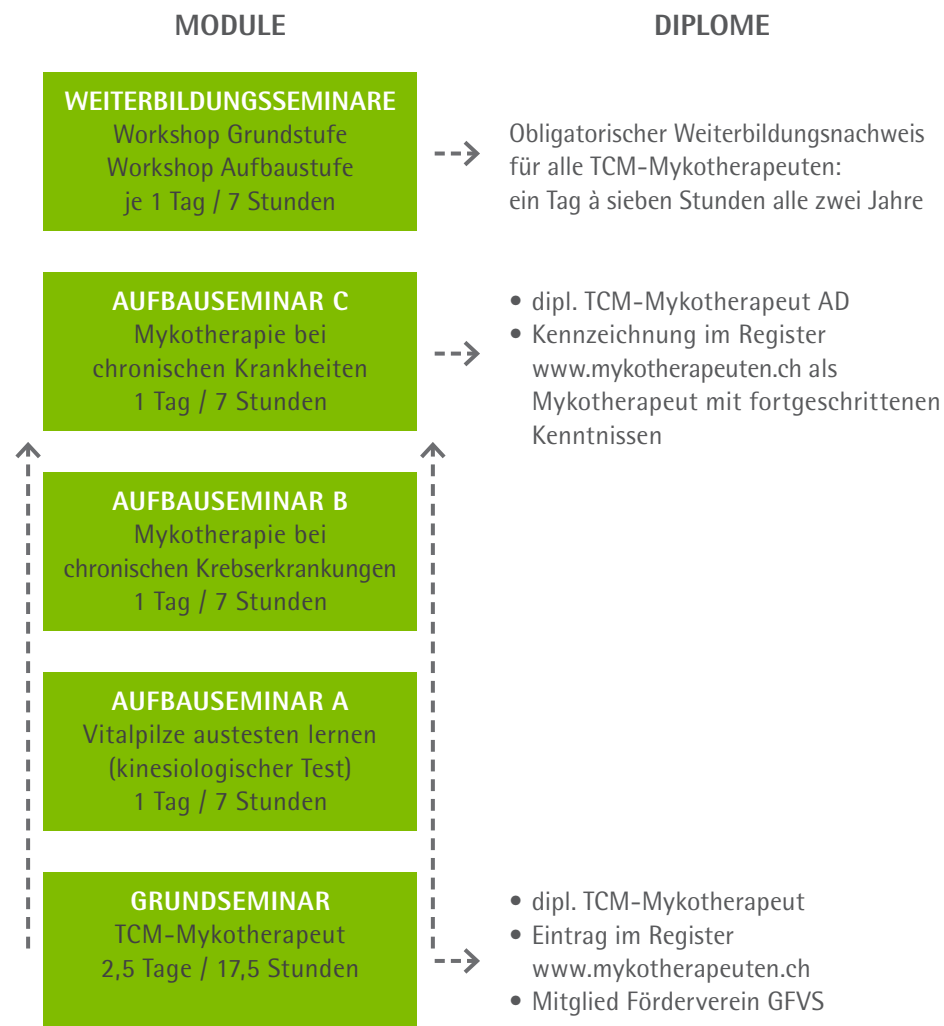 MODULE
DIPLOME
WEITERBILDUNGSSEMINARE
Workshop Grundstufe
Workshop Aufbaustufe
je 1 Tag / 7 Stunden
Obligatorischer Weiterbildungsnachweis
für alle TCM-Mykotherapeuten:
ein Tag à sieben Stunden alle zwei Jahre
AUFBAUSEMINAR C
Mykotherapie bei
chronischen Krankheiten
1 Tag / 7 Stunden
• dipl. TCM-Mykotherapeut AD
• Kennzeichnung im Register
www.mykotherapeuten.ch als
Mykotherapeut mit fortgeschrittenen
Kenntnissen
AUFBAUSEMINAR B
Mykotherapie bei
chronischen Krebserkrankungen
1 Tag / 7 Stunden
AUFBAUSEMINAR A
Vitalpilze austesten lernen
(kinesiologischer Test)
1 Tag / 7 Stunden
GRUNDSEMINAR
TCM-Mykotherapeut
2,5 Tage / 17,5 Stunden
• dipl. TCM-Mykotherapeut
• Eintrag im Register
www.mykotherapeuten.ch
• Mitglied Förderverein GFVS